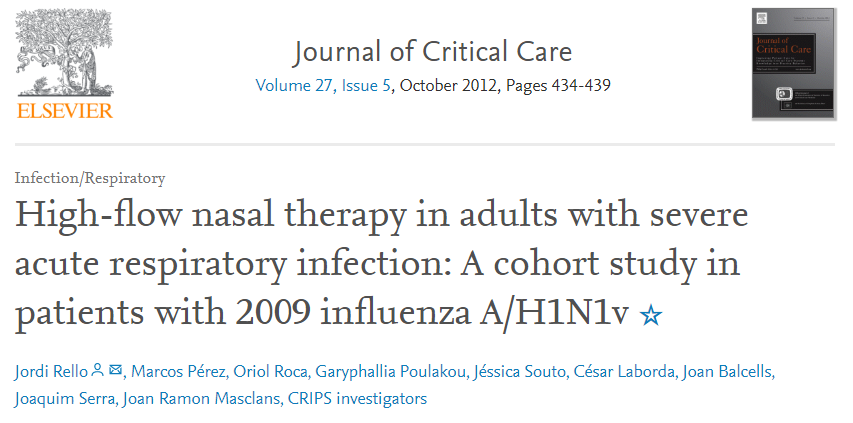 ELSEVIER
Journal of Critical Care
Volume 27, Issue 5, October 2012, Pages 434-439
Journal of
Critical Care
Infection/Respiratory
High-flow nasal therapy in adults with severe
acute respiratory infection: A cohort study in
patients with 2009 influenza A/H1N1v
Jordi Rello, Marcos Pérez, Oriol Roca, Garyphallia Poulakou, Jéssica Souto, César Laborda, Joan Balcells,
Joaquim Serra, Joan Ramon Masclans, CRIPS investigators